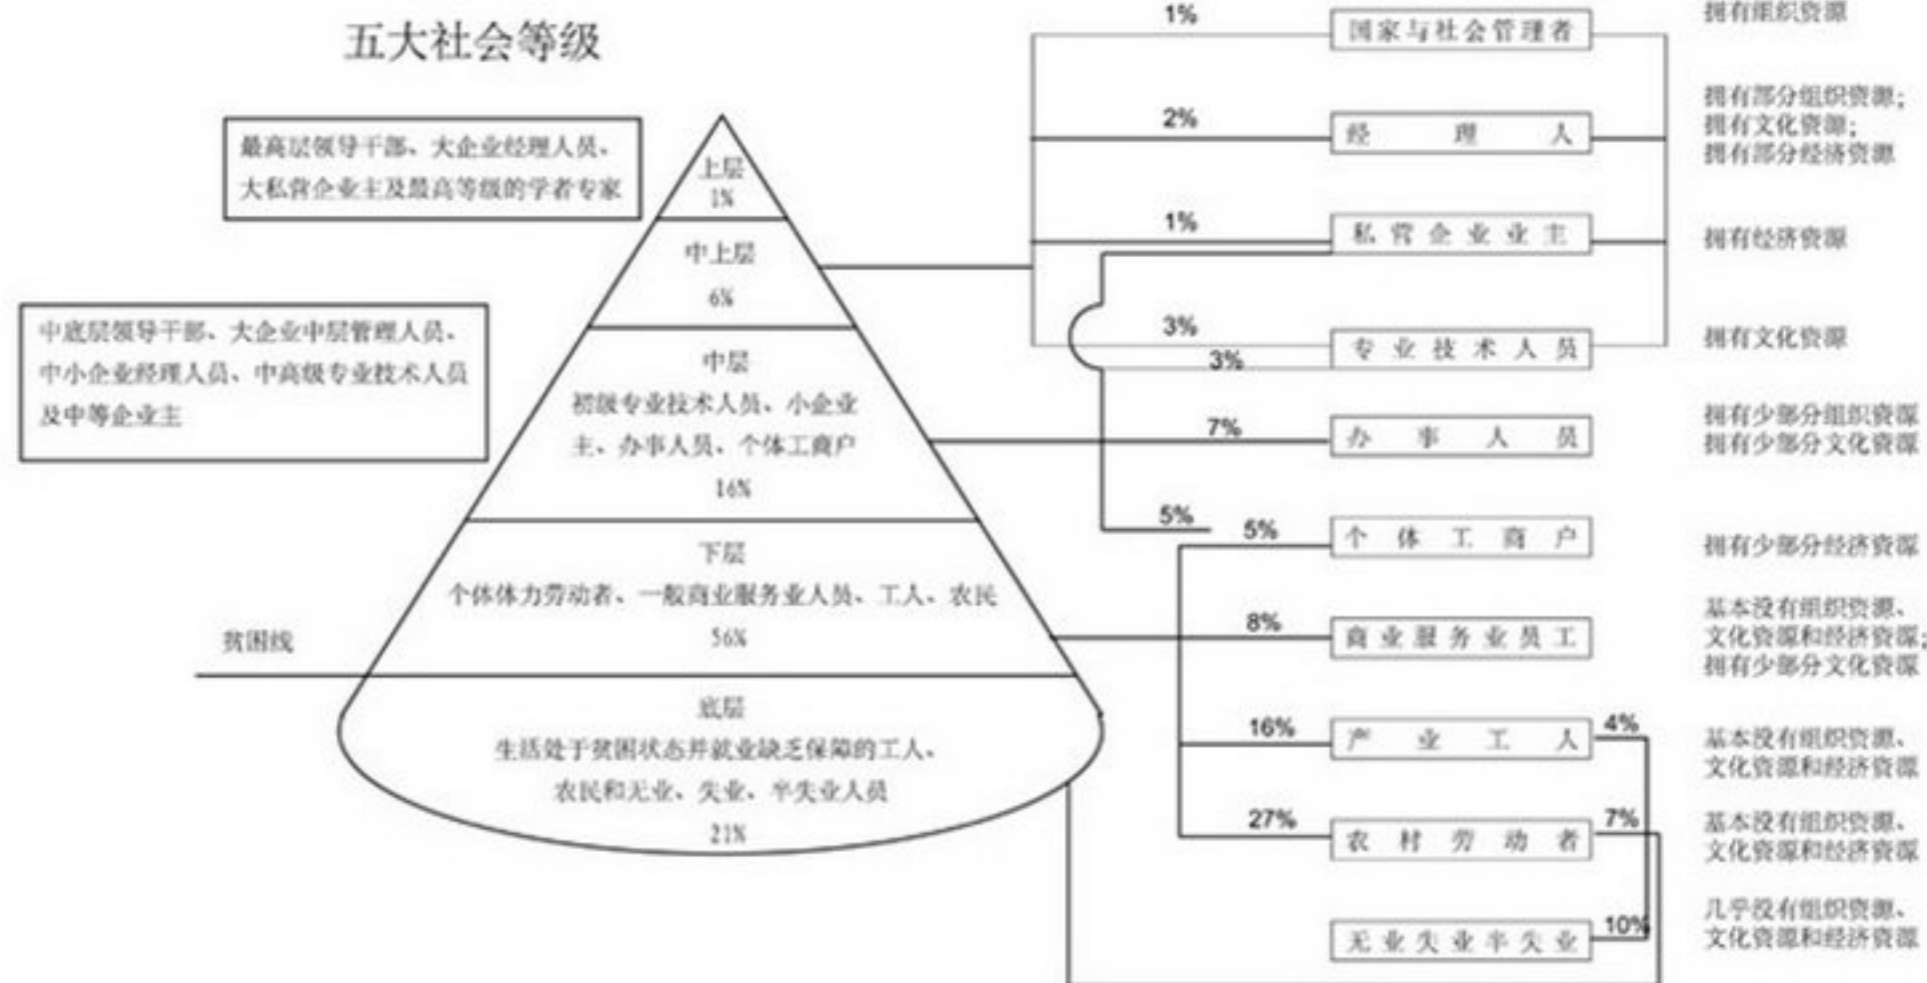 五大社会等级
最高层领导干部、大企业经理人员、
大私营企业主及最高等级的学者专家
中底层领导干部、大企业中层管理人员、
中小企业经理人员、中高级专业技术人员
及中等企业主
上层
1%
中上层
6%
中层
初级专业技术人员、小企业
主、办事人员、个体工商户
16%
下层
个体体力劳动者、一般商业服务业人员、工人、农民
56%
贫困线
底层
生活处于贫困状态并就业缺乏保障的工人、
农民和无业、失业、半失业人员
21%
1%
国家与社会管理者
拥有组织资源
2%
经理人
拥有部分组织资源;
拥有文化资源;
拥有部分经济资源
1%
私营企业业主
拥有经济资源
3%
3%
专业技术人员
拥有文化资源
7%
办事人员
拥有少部分组织资源
拥有少部分文化资源
5%
5%
个体工商户
拥有少部分经济资源
8%
商业服务业员工
基本没有组织资源、
文化资源和经济资源;
拥有少部分文化资源
16%
产业工人
4%
基本没有组织资源、
文化资源和经济资源
27%
农村劳动者
7%
基本没有组织资源、
文化资源和经济资源
无业失业半失业
10%
几乎没有组织资源、
文化资源和经济资源